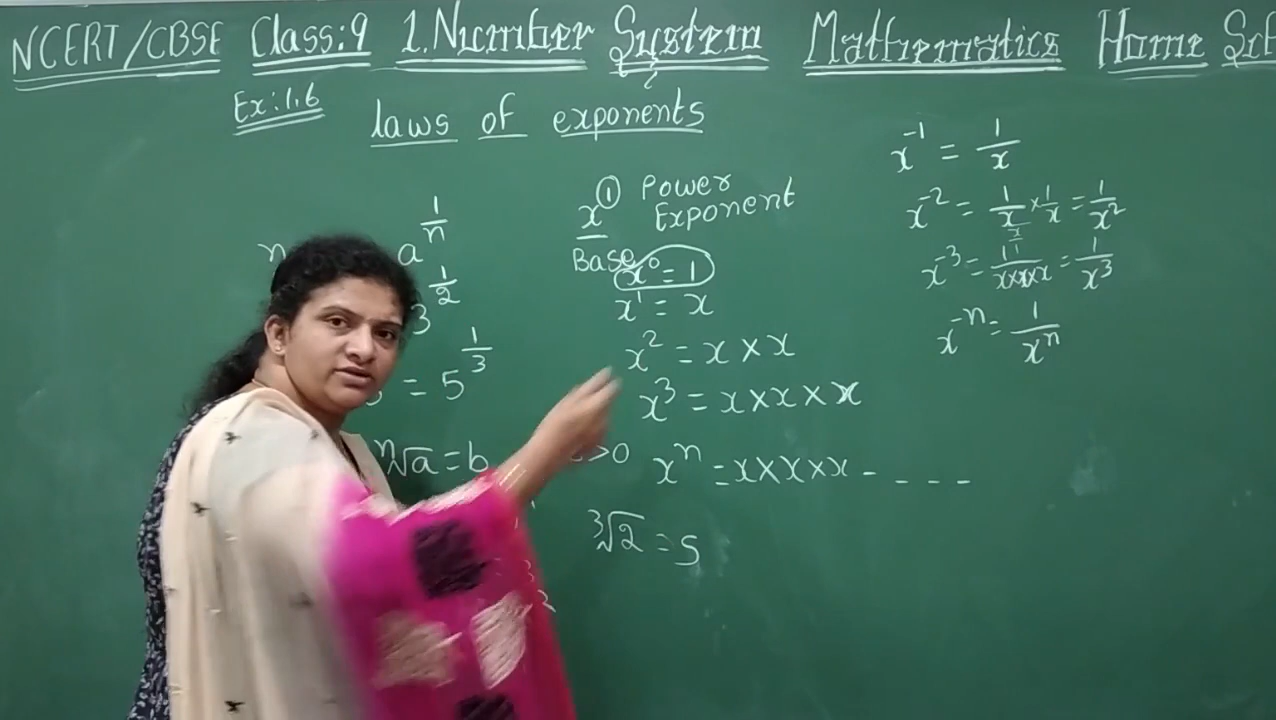 NCERT/CBSE Class:9 1.Number System Mathematics Home Sc
Ex:1.6
laws of exponents
n a^{1/n}
3^{1/2}
= 5^{1/3}
ⁿ√a = b >0
x^① Power
Exponent
Base
x⁰ = 1
x¹ = x
x² = x × x
x³ = x × x × x
xⁿ = x × x × x - - - -
³√2 = 5
x⁻¹ = 1/x
x⁻² = 1/x × 1/x = 1/x²
x⁻³ = 1/x×x×x = 1/x³
x⁻ⁿ = 1/xⁿ